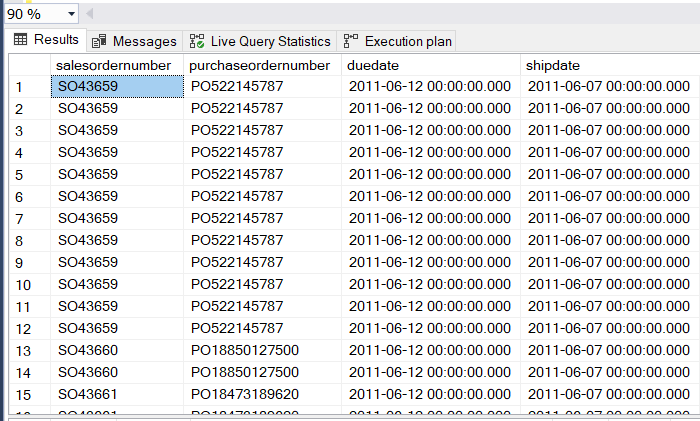 90 %
Results Messages Live Query Statistics Execution plan
salesordernumber purchaseordernumber duedate shipdate
1 SO43659 PO522145787 2011-06-12 00:00:00.000 2011-06-07 00:00:00.000
2 SO43659 PO522145787 2011-06-12 00:00:00.000 2011-06-07 00:00:00.000
3 SO43659 PO522145787 2011-06-12 00:00:00.000 2011-06-07 00:00:00.000
4 SO43659 PO522145787 2011-06-12 00:00:00.000 2011-06-07 00:00:00.000
5 SO43659 PO522145787 2011-06-12 00:00:00.000 2011-06-07 00:00:00.000
6 SO43659 PO522145787 2011-06-12 00:00:00.000 2011-06-07 00:00:00.000
7 SO43659 PO522145787 2011-06-12 00:00:00.000 2011-06-07 00:00:00.000
8 SO43659 PO522145787 2011-06-12 00:00:00.000 2011-06-07 00:00:00.000
9 SO43659 PO522145787 2011-06-12 00:00:00.000 2011-06-07 00:00:00.000
10 SO43659 PO522145787 2011-06-12 00:00:00.000 2011-06-07 00:00:00.000
11 SO43659 PO522145787 2011-06-12 00:00:00.000 2011-06-07 00:00:00.000
12 SO43659 PO522145787 2011-06-12 00:00:00.000 2011-06-07 00:00:00.000
13 SO43660 PO18850127500 2011-06-12 00:00:00.000 2011-06-07 00:00:00.000
14 SO43660 PO18850127500 2011-06-12 00:00:00.000 2011-06-07 00:00:00.000
15 SO43661 PO18473189620 2011-06-12 00:00:00.000 2011-06-07 00:00:00.000